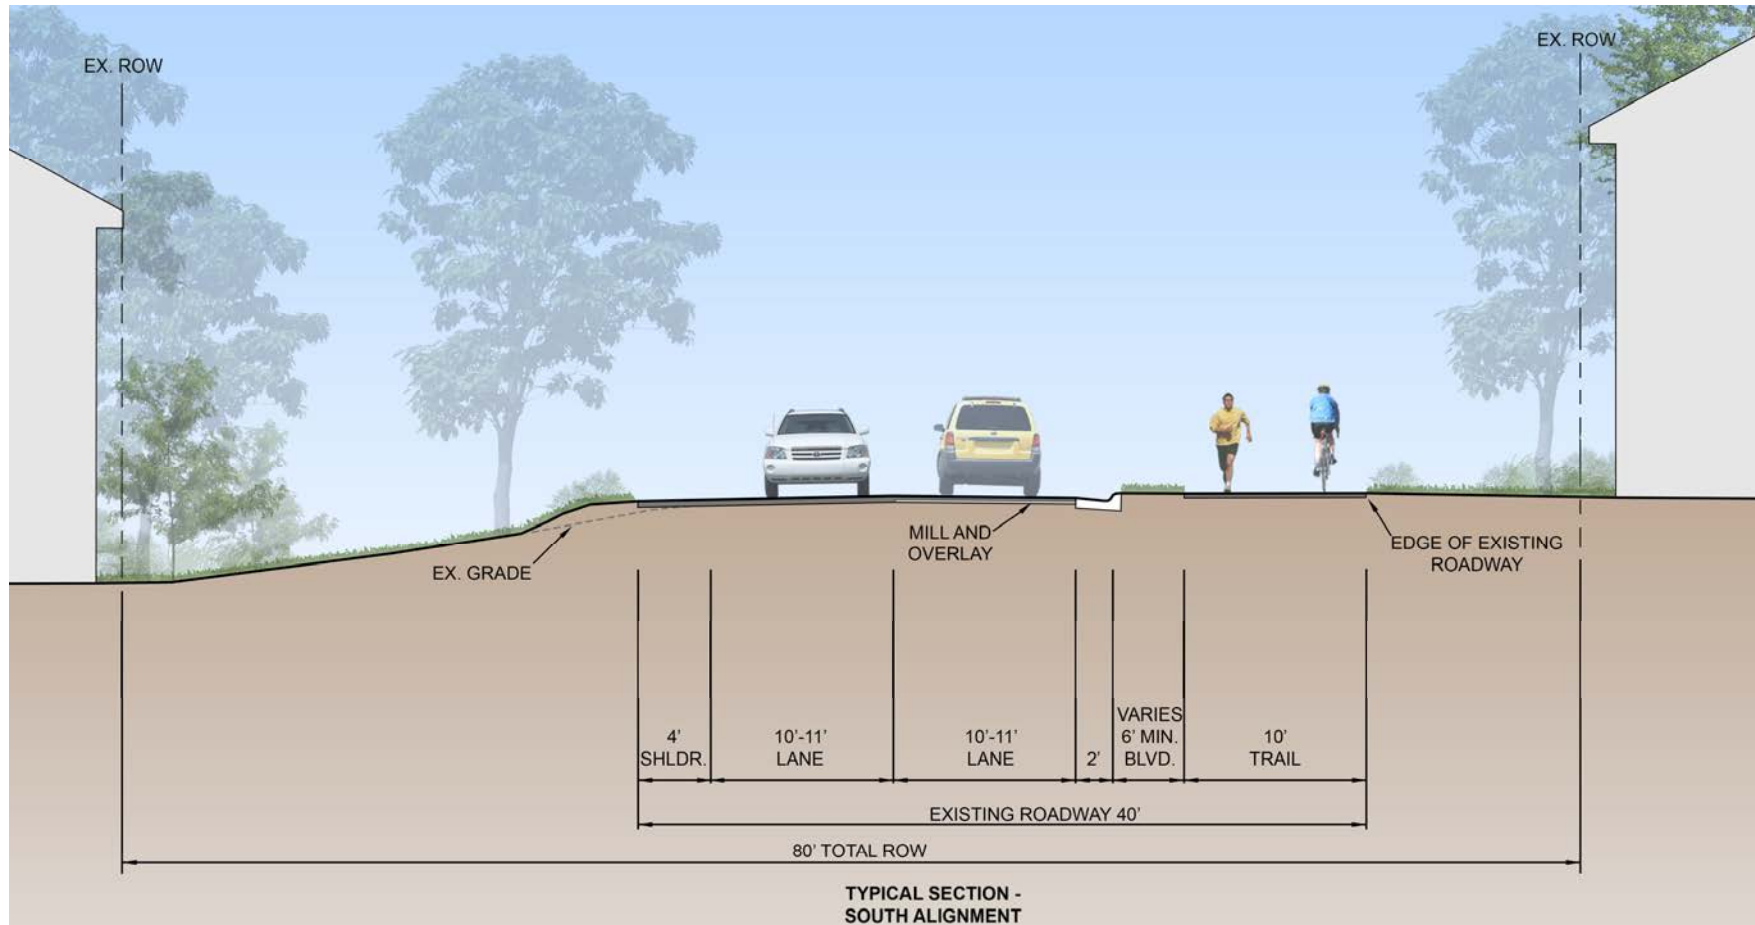 EX. ROW
EX. ROW
MILL AND
OVERLAY
EDGE OF EXISTING
ROADWAY
EX. GRADE
4’
SHLDR.
10’-11’
LANE
10’-11’
LANE
2’
VARIES
6’ MIN.
BLVD.
10’
TRAIL
EXISTING ROADWAY 40’
80’ TOTAL ROW
TYPICAL SECTION -
SOUTH ALIGNMENT